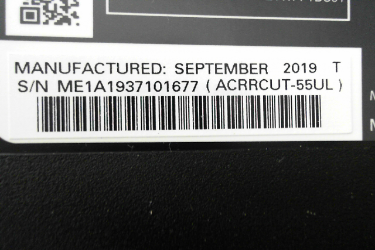 MANUFACTURED: SEPTEMBER 2019 T
S/N ME1A1937101677 ( ACRRCUT-55UL )